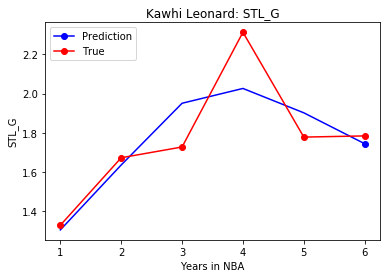 Kawhi Leonard: STL_G
Prediction
True
STL_G
2.2
2.0
1.8
1.6
1.4
1 2 3 4 5 6
Years in NBA